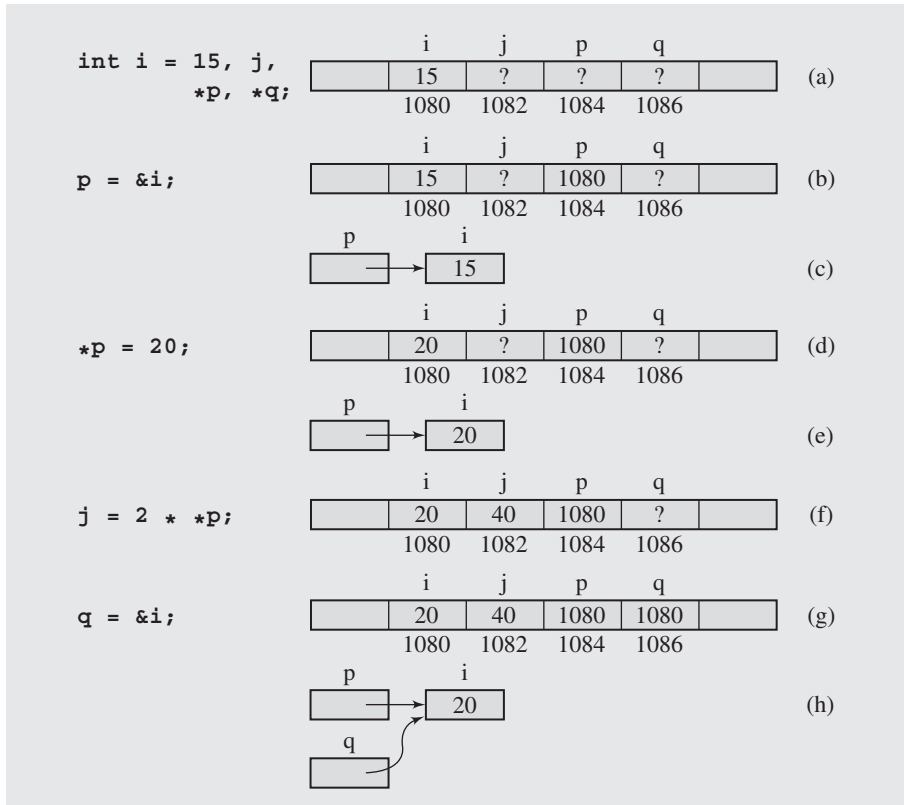 i j p q
int i = 15, j,
15 ? ? ? (a)
*p, *q;
1080 1082 1084 1086
i j p q
p = &i; 15 ? 1080 ? (b)
1080 1082 1084 1086
p i
15 (c)
i j p q
*p = 20; 20 ? 1080 ? (d)
1080 1082 1084 1086
p i
20 (e)
i j p q
j = 2 * *p; 20 40 1080 ? (f)
1080 1082 1084 1086
i j p q
q = &i; 20 40 1080 1080 (g)
1080 1082 1084 1086
p i
20 (h)
q